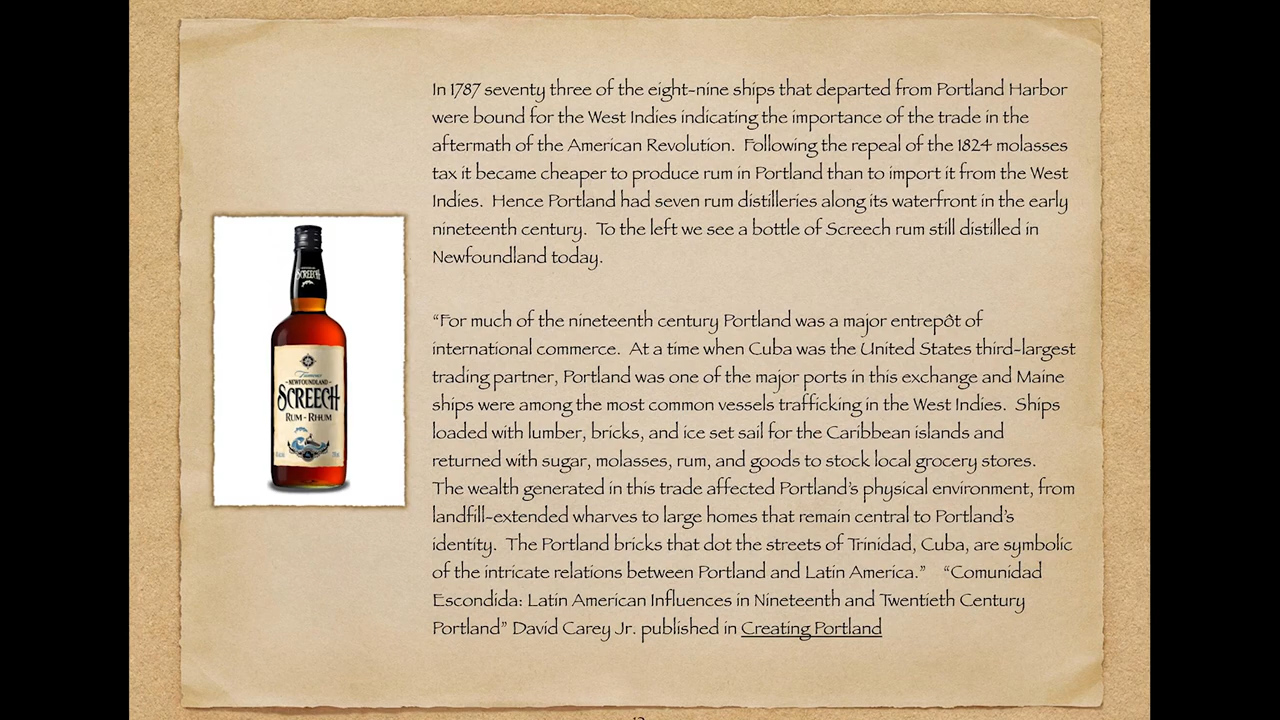 In 1787 seventy three of the eight-nine ships that departed from Portland Harbor
were bound for the West Indies indicating the importance of the trade in the
aftermath of the American Revolution. Following the repeal of the 1824 molasses
tax it became cheaper to produce rum in Portland than to import it from the West
Indies. Hence Portland had seven rum distilleries along its waterfront in the early
nineteenth century. To the left we see a bottle of Screech rum still distilled in
Newfoundland today.
SCREECH
Famous
NEWFOUNDLAND
SCREECH
RUM - RHUM
“For much of the nineteenth century Portland was a major entrepôt of
international commerce. At a time when Cuba was the United States third-largest
trading partner, Portland was one of the major ports in this exchange and Maine
ships were among the most common vessels trafficking in the West Indies. Ships
loaded with lumber, bricks, and ice set sail for the Caribbean islands and
returned with sugar, molasses, rum, and goods to stock local grocery stores.
The wealth generated in this trade affected Portland’s physical environment, from
landfill-extended wharves to large homes that remain central to Portland’s
identity. The Portland bricks that dot the streets of Trinidad, Cuba, are symbolic
of the intricate relations between Portland and Latin America.” “Comunidad
Escondida: Latin American Influences in Nineteenth and Twentieth Century
Portland” David Carey Jr. published in Creating Portland